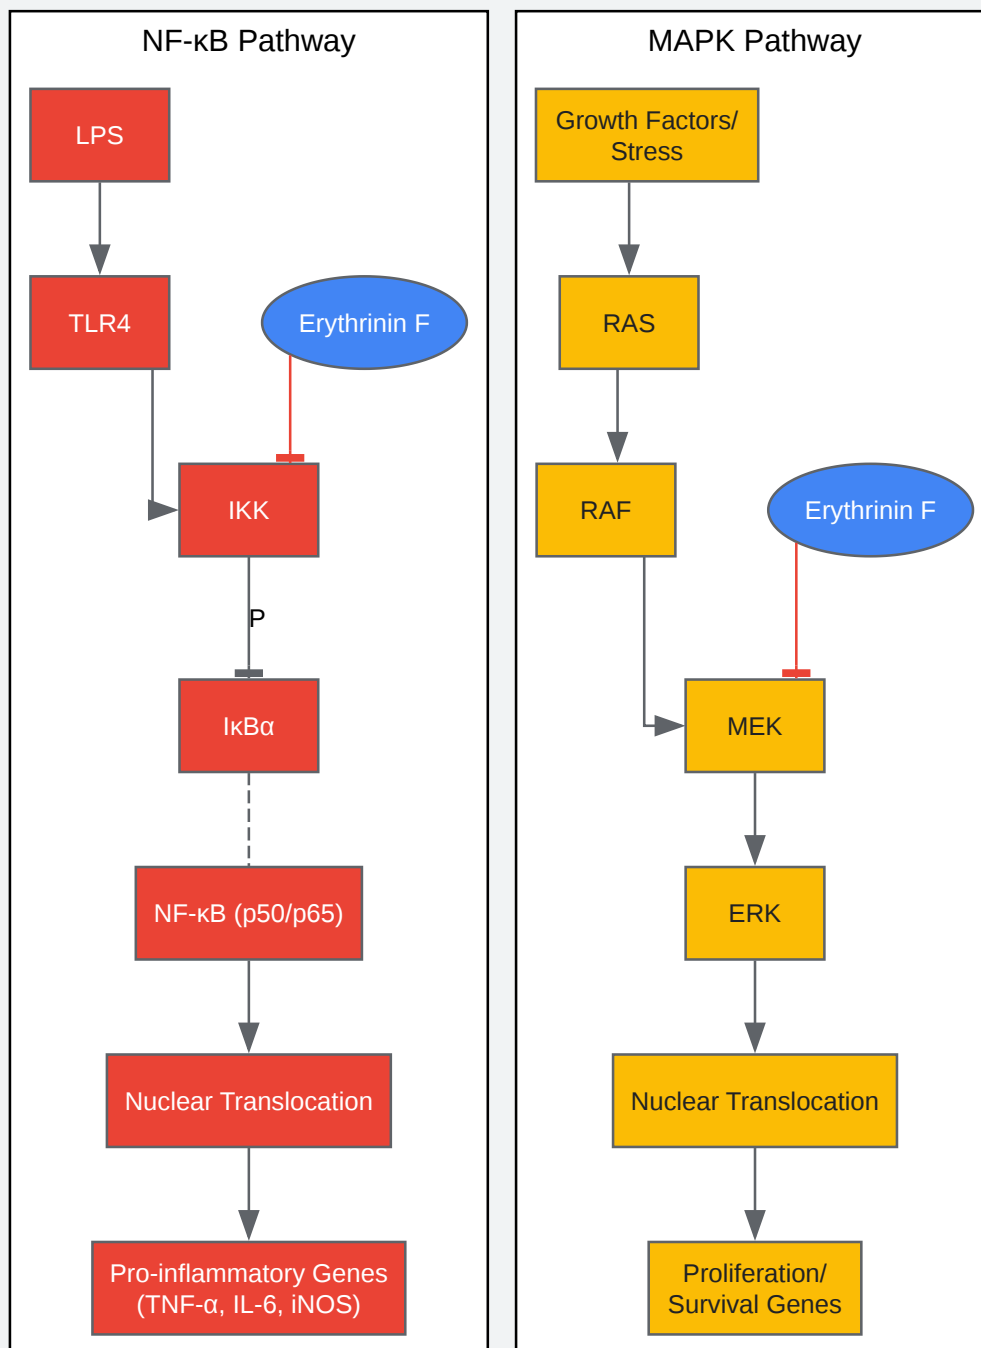 NF-κB Pathway
LPS
TLR4
Erythrinin F
IKK
P
IκBα
NF-κB (p50/p65)
Nuclear Translocation
Pro-inflammatory Genes
(TNF-α, IL-6, iNOS)
MAPK Pathway
Growth Factors/
Stress
RAS
RAF
Erythrinin F
MEK
ERK
Nuclear Translocation
Proliferation/
Survival Genes